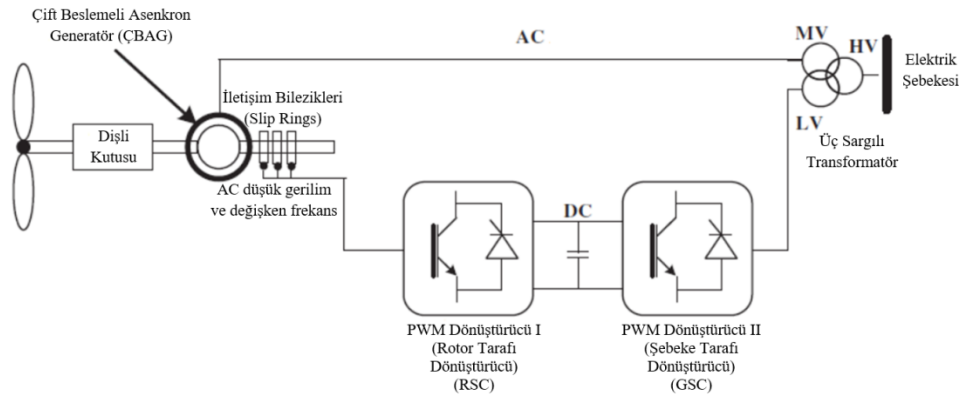 Çift Beslemeli Asenkron
Generatör (ÇBAG)
AC
MV
HV
Elektrik
Şebekesi
İletişim Bilezikleri
(Slip Rings)
Dişli
Kutusu
LV
Üç Sargılı
Transformatör
AC düşük gerilim
ve değişken frekans
DC
PWM Dönüştürücü I
(Rotor Tarafı
Dönüştürücü)
(RSC)
PWM Dönüştürücü II
(Şebeke Tarafı
Dönüştürücü)
(GSC)